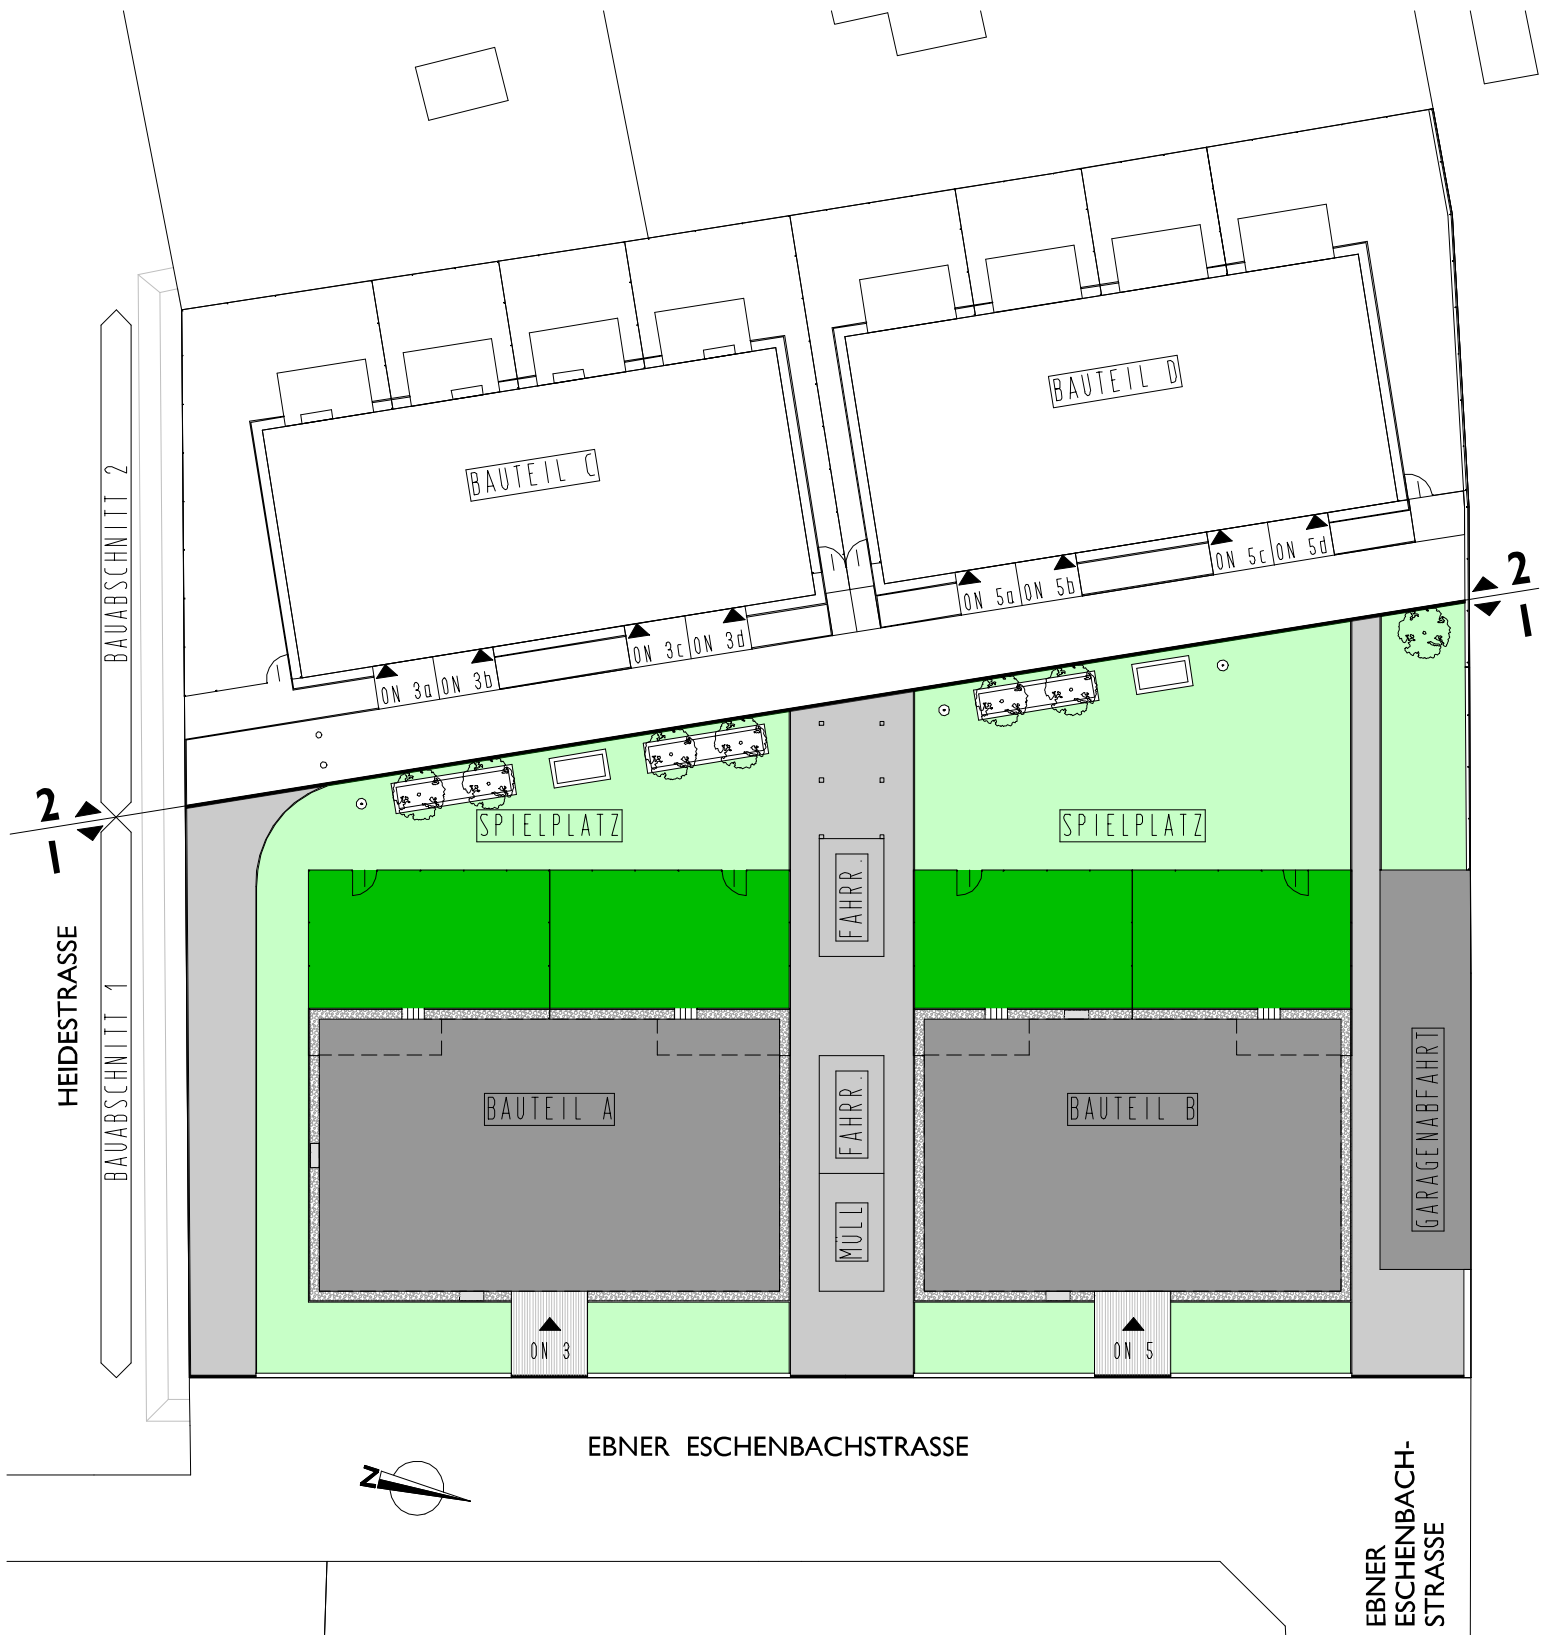 BAUTEIL D
BAUTEIL C
BAUABSCHNITT 2
ON 5a
ON 5b
ON 5c
ON 5d
ON 3a
ON 3b
ON 3c
ON 3d
2
1
2
1
SPIELPLATZ
SPIELPLATZ
FAHRR.
HEIDESTRASSE
BAUABSCHNITT 1
BAUTEIL A
FAHRR.
BAUTEIL B
GARAGENABFAHRT
MÜLL
ON 3
ON 5
EBNER ESCHENBACHSTRASSE
N
EBNER
ESCHENBACH-
STRASSE